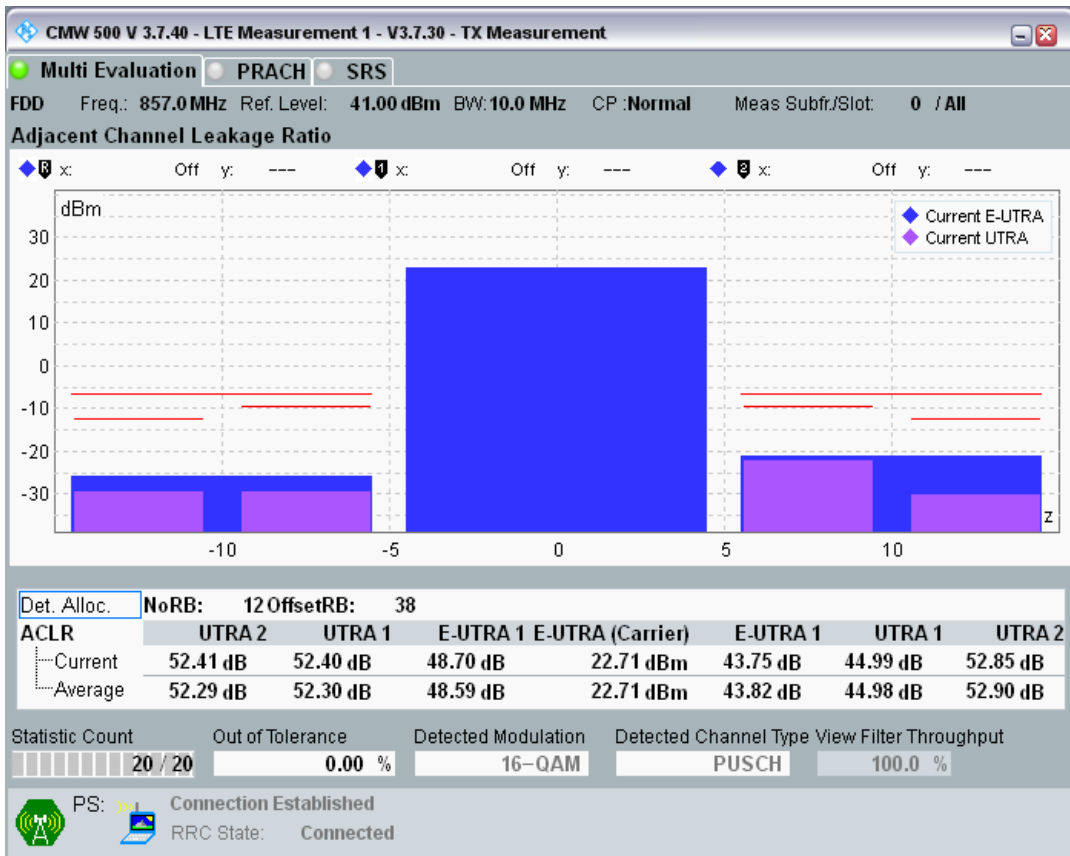 CMW 500 V 3.7.40 - LTE Measurement 1 - V3.7.30 - TX Measurement
Multi Evaluation PRACH SRS
FDD Freq.: 857.0 MHz Ref. Level: 41.00 dBm BW: 10.0 MHz CP :Normal Meas Subfr./Slot: 0 / All
Adjacent Channel Leakage Ratio
R x: Off y: --- 1 x: Off y: --- 2 x: Off y: ---
dBm
Current E-UTRA
Current UTRA
30
20
10
0
-10
-20
-30
z
-10 -5 0 5 10
Det. Alloc. NoRB: 12 OffsetRB: 38
ACLR UTRA 2 UTRA 1 E-UTRA 1 E-UTRA (Carrier) E-UTRA 1 UTRA 1 UTRA 2
Current 52.41 dB 52.40 dB 48.70 dB 22.71 dBm 43.75 dB 44.99 dB 52.85 dB
Average 52.29 dB 52.30 dB 48.59 dB 22.71 dBm 43.82 dB 44.98 dB 52.90 dB
Statistic Count Out of Tolerance Detected Modulation Detected Channel Type View Filter Throughput
20 / 20 0.00 % 16-QAM PUSCH 100.0 %
PS: Connection Established
RRC State: Connected